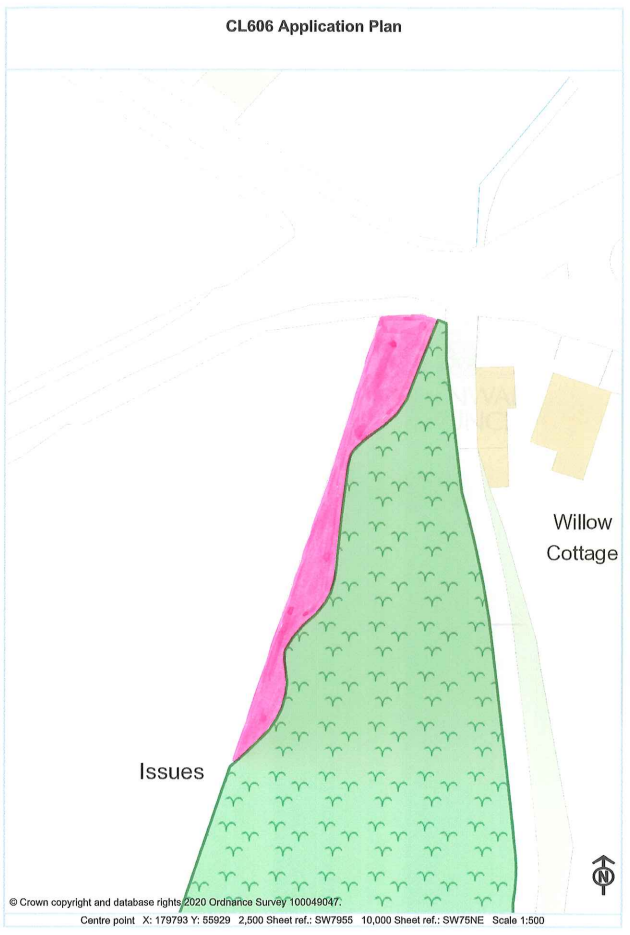 CL606 Application Plan
Willow
Cottage
Issues
N
© Crown copyright and database rights 2020 Ordnance Survey 100049047.
Centre point X: 179793 Y: 55929 2,500 Sheet ref.: SW7955 10,000 Sheet ref.: SW75NE Scale 1:500